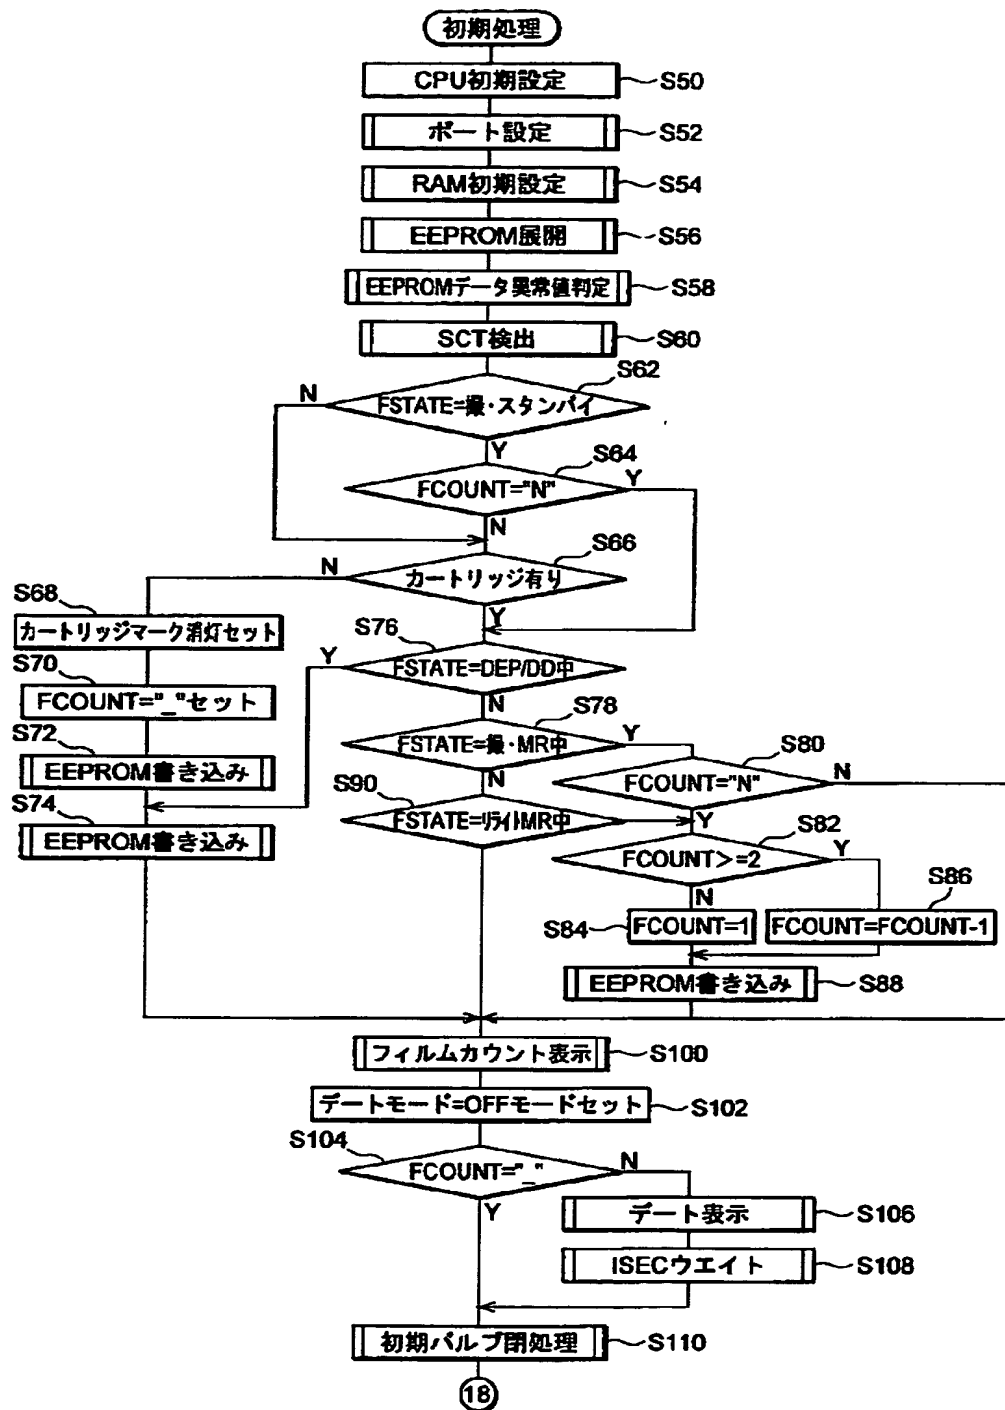 初期処理
CPU初期設定 S50
ポート設定 S52
RAM初期設定 S54
EEPROM展開 S56
EEPROMデータ異常値判定 S58
SCT検出 S60
S62
N FSTATE=撮・スタンバイ
Y S64
FCOUNT="N" Y
N
S66
N カートリッジ有り
S68 Y
カートリッジマーク消灯セット
S76
Y FSTATE=DEP/DD中
S70
FCOUNT="_"セット
N S78
S72 FSTATE=撮・MR中 Y
EEPROM書き込み
S80
FCOUNT="N" N
S74 N
S90
EEPROM書き込み
FSTATE=リライトMR中 Y
S82
FCOUNT>=2 Y
N S86
S84 FCOUNT=1 FCOUNT=FCOUNT-1
EEPROM書き込み S88
フィルムカウント表示 S100
デートモード=OFFモードセット S102
S104
FCOUNT="_" N
Y
デート表示 S106
ISECウエイト S108
初期バルブ閉処理 S110
18